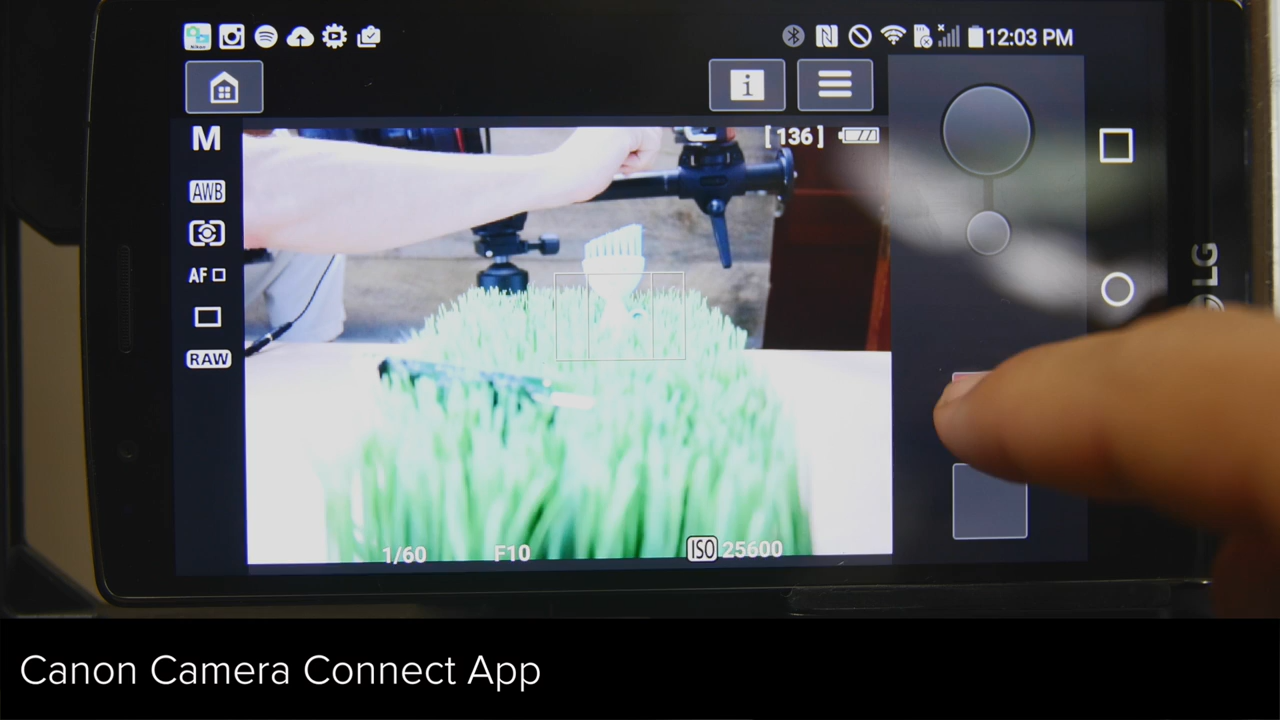 12:03 PM
i
M
[ 136 ]
AWB
AF
RAW
1/60 F10 ISO 25600
LG
Canon Camera Connect App